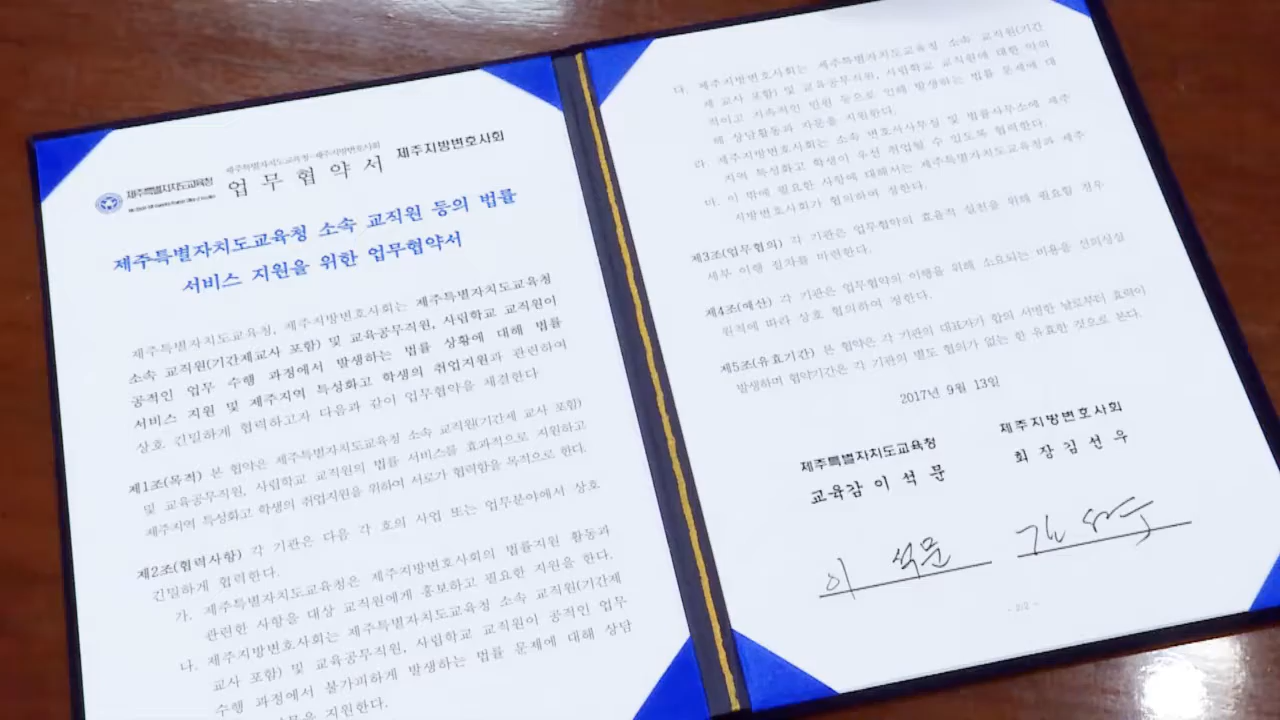 제주특별자치도교육청-제주지방변호사회
제주특별자치도교육청 업 무 협 약 서 제주지방변호사회
제주특별자치도교육청 소속 교직원 등의 법률
서비스 지원을 위한 업무협약서
제주특별자치도교육청, 제주지방변호사회는 제주특별자치도교육청
소속 교직원(기간제교사 포함) 및 교육공무직원, 사립학교 교직원이
공적인 업무 수행 과정에서 발생하는 법률 상황에 대해 법률
서비스 지원 및 제주지역 특성화고 학생의 취업지원과 관련하여
상호 긴밀하게 협력하고자 다음과 같이 업무협약을 체결한다
제1조(목적) 본 협약은 제주특별자치도교육청 소속 교직원(기간제 교사 포함)
및 교육공무직원, 사립학교 교직원의 법률 서비스를 효과적으로 지원하고
제주지역 특성화고 학생의 취업지원을 위하여 서로가 협력함을 목적으로 한다.
제2조(협력사항) 각 기관은 다음 각 호의 사업 또는 업무분야에서 상호
긴밀하게 협력한다.
가. 제주특별자치도교육청은 제주지방변호사회의 법률지원 활동과
관련한 사항을 대상 교직원에게 홍보하고 필요한 지원을 한다.
나. 제주지방변호사회는 제주특별자치도교육청 소속 교직원(기간제
교사 포함) 및 교육공무직원, 사립학교 교직원이 공적인 업무
수행 과정에서 불가피하게 발생하는 법률 문제에 대해 상담
을 지원한다.
다. 제주지방변호사회는 제주특별자치도교육청 소속 교직원(기간
제 교사 포함) 및 교육공무직원, 사립학교 교직원에 대한 악의
적이고 지속적인 민원 등으로 인해 발생하는 법률 문제에 대
해 상담활동과 자문을 지원한다.
라. 제주지방변호사회는 소속 변호사사무실 및 법률사무소에 제주
지역 특성화고 학생이 우선 취업될 수 있도록 협력한다.
마. 이 밖에 필요한 사항에 대해서는 제주특별자치도교육청과 제주
지방변호사회가 협의하여 정한다.
제3조(업무협의) 각 기관은 업무협약의 효율적 실천을 위해 필요할 경우
세부 이행 절차를 마련한다.
제4조(예산) 각 기관은 업무협약의 이행을 위해 소요되는 비용을 신의성실
원칙에 따라 상호 협의하여 정한다.
제5조(유효기간) 본 협약은 각 기관의 대표자가 합의 서명한 날로부터 효력이
발생하며 협약기간은 각 기관의 별도 협의가 없는 한 유효한 것으로 본다.
2017년 9월 13일
제주특별자치도교육청 제주지방변호사회
교육감 이 석 문 회 장 김 선 우
이 석문 김 선우
- 2/2 -